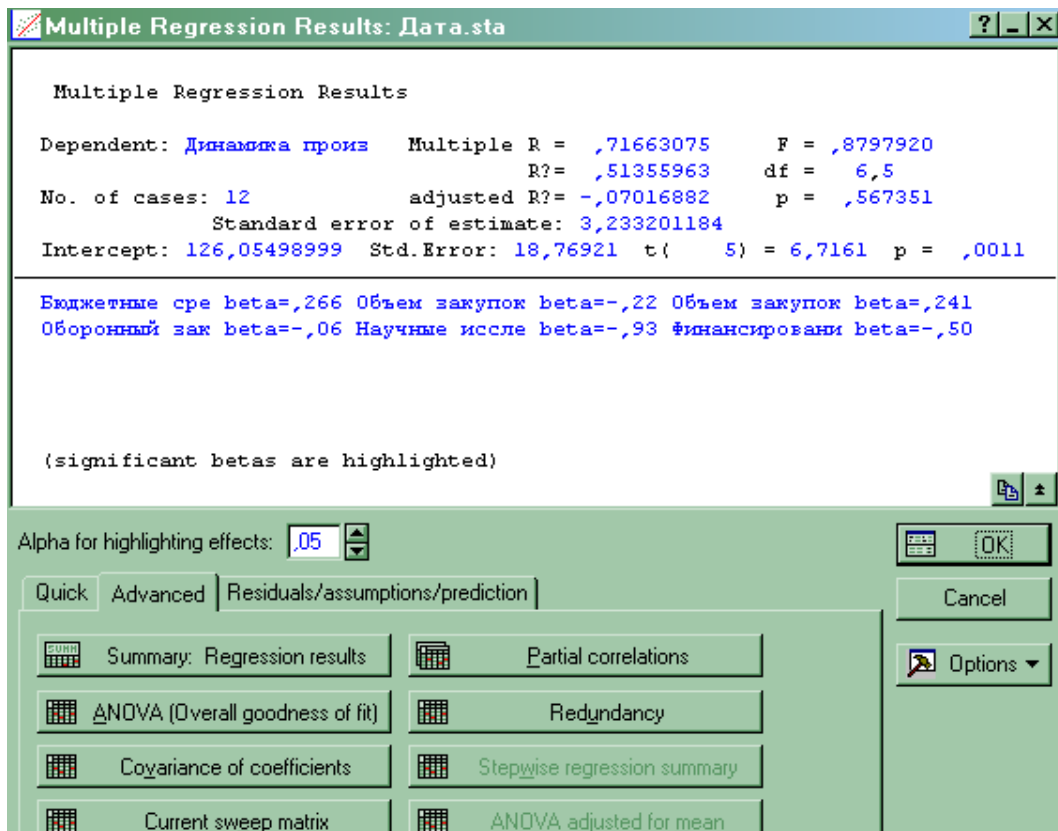 Multiple Regression Results: Дата.sta
Multiple Regression Results
Dependent: Динамика произ Multiple R = ,71663075 F = ,8797920
R?= ,51355963 df = 6,5
No. of cases: 12 adjusted R?= -,07016882 p = ,567351
Standard error of estimate: 3,233201184
Intercept: 126,05498999 Std.Error: 18,76921 t( 5) = 6,7161 p = ,0011
Бюджетные сре beta=,266 Объем закупок beta=-,22 Объем закупок beta=,241
Оборонный зак beta=-,06 Научные иссле beta=-,93 Финансировани beta=-,50
(significant betas are highlighted)
Alpha for highlighting effects: ,05
OK
Quick Advanced Residuals/assumptions/prediction
Cancel
Summary: Regression results Partial correlations
Options
ANOVA (Overall goodness of fit) Redundancy
Covariance of coefficients Stepwise regression summary
Current sweep matrix ANOVA adjusted for mean